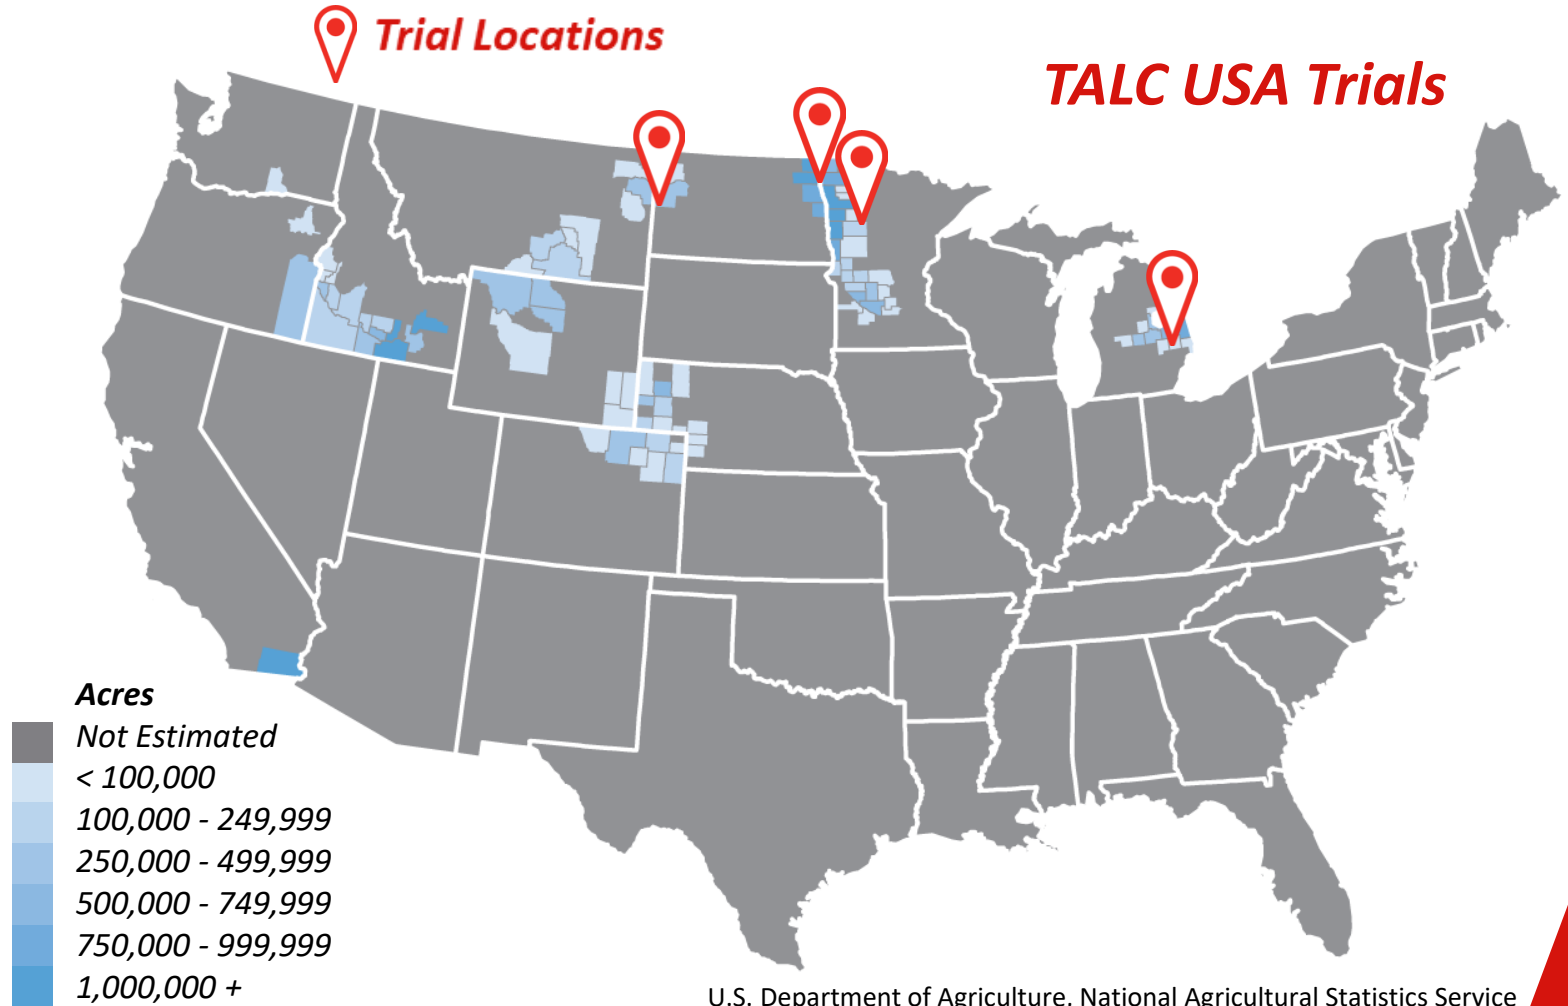 Trial Locations
TALC USA Trials
Acres
Not Estimated
< 100,000
100,000 - 249,999
250,000 - 499,999
500,000 - 749,999
750,000 - 999,999
1,000,000 +
U.S. Department of Agriculture, National Agricultural Statistics Service